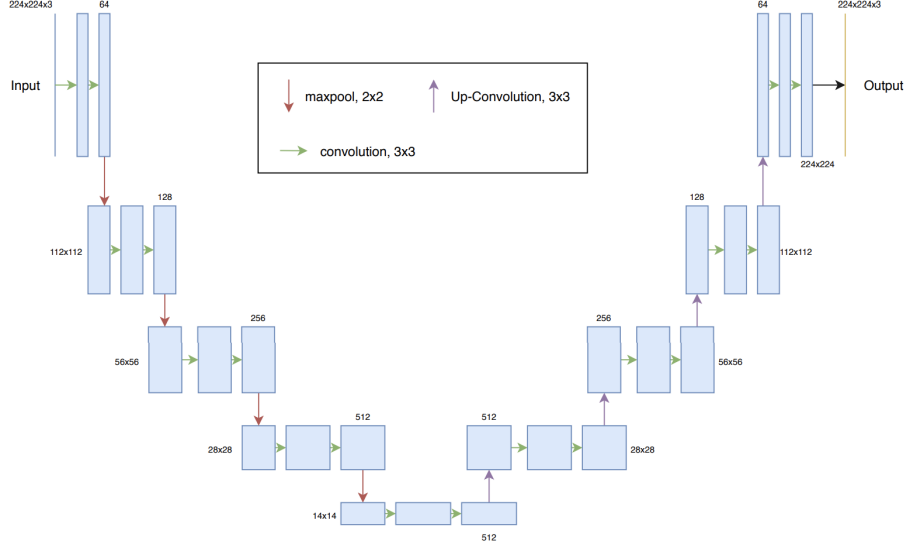 224x224x3
64
64
224x224x3
Input
maxpool, 2x2
Up-Convolution, 3x3
convolution, 3x3
Output
224x224
128
128
112x112
112x112
256
256
56x56
56x56
512
512
28x28
28x28
14x14
512